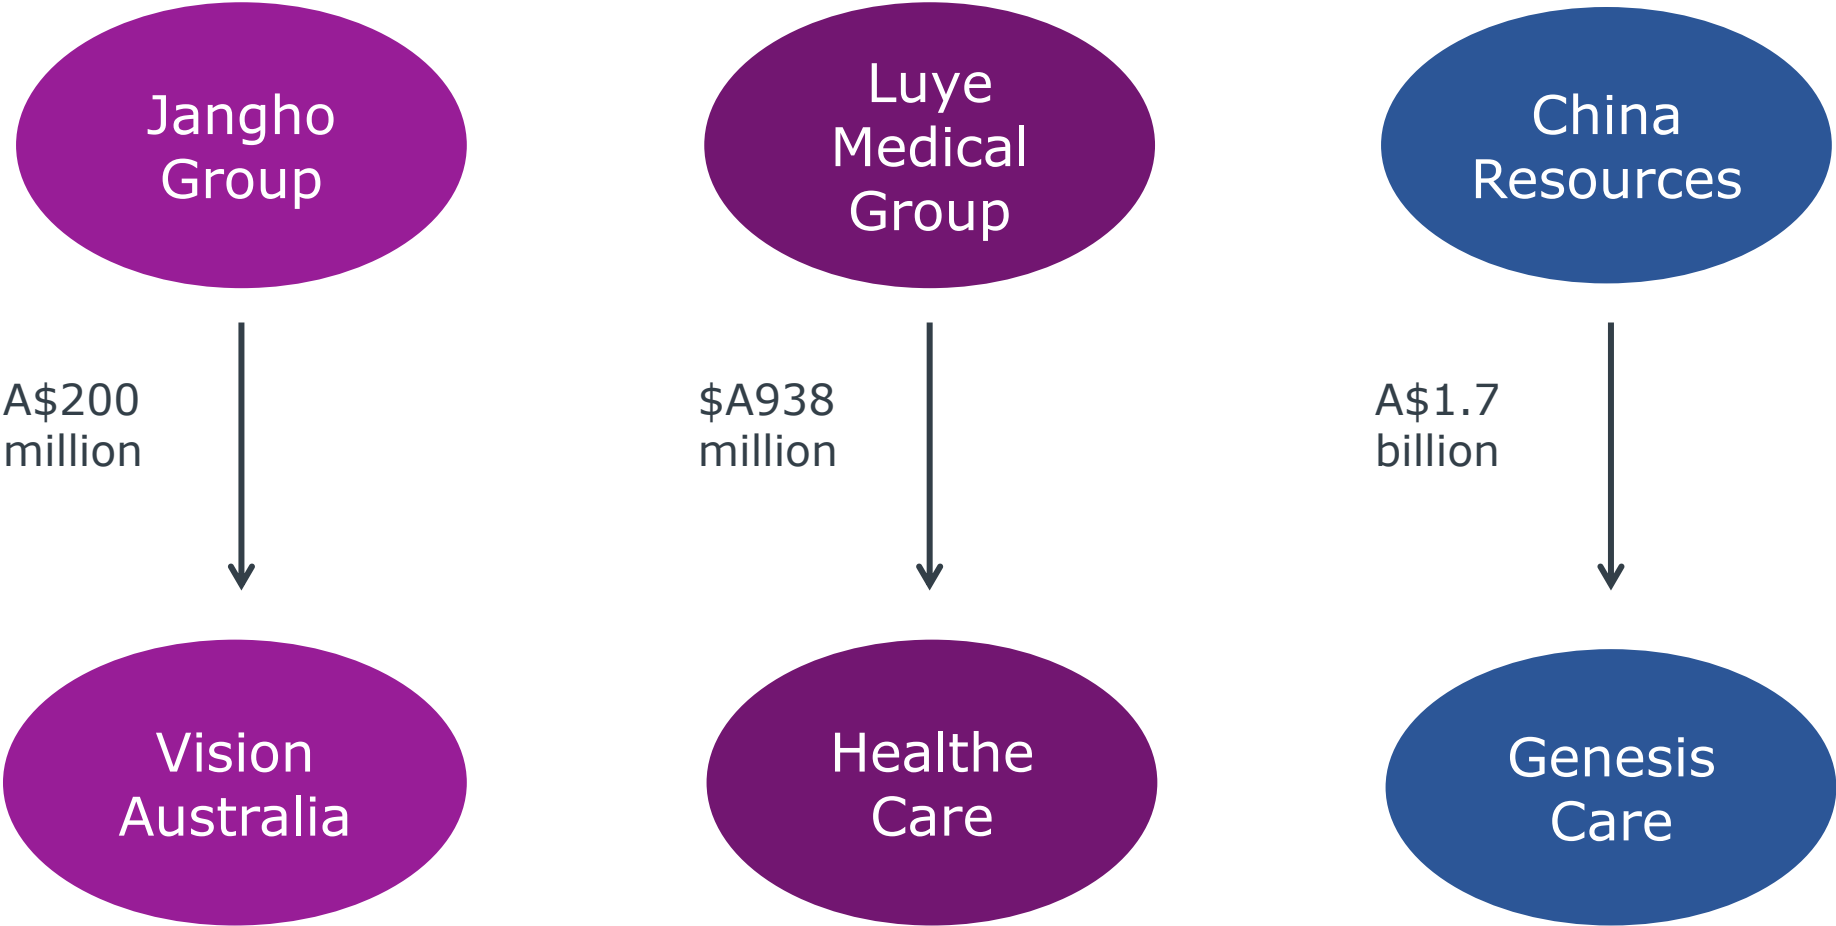 Jangho
Group
Luye
Medical
Group
China
Resources
A$200
million
$A938
million
A$1.7
billion
Vision
Australia
Healthe
Care
Genesis
Care